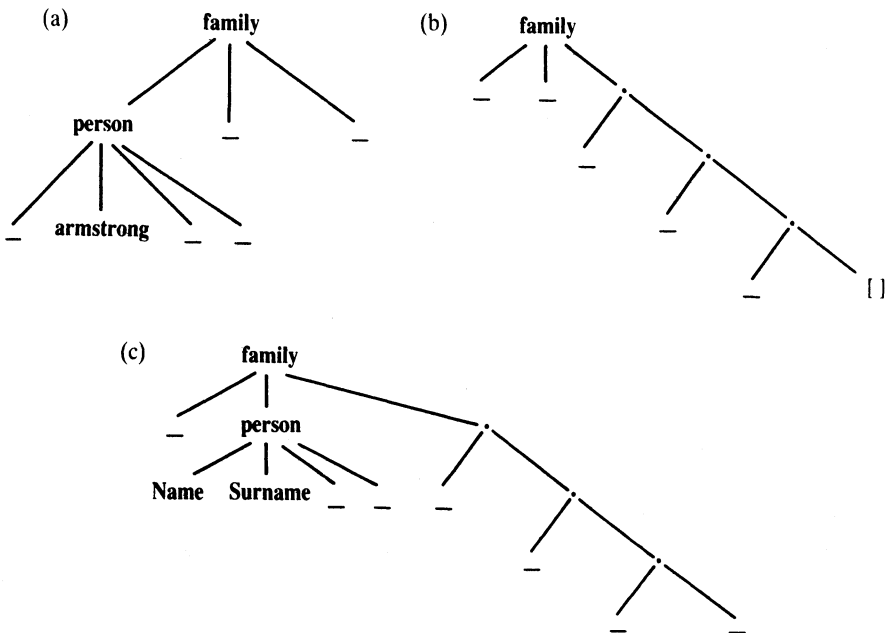 (a)
family
person
_ _
_ armstrong _ _
(b)
family
_ _
_
_
_ []
(c)
family
_
person
Name Surname _ _ _
_
_ _